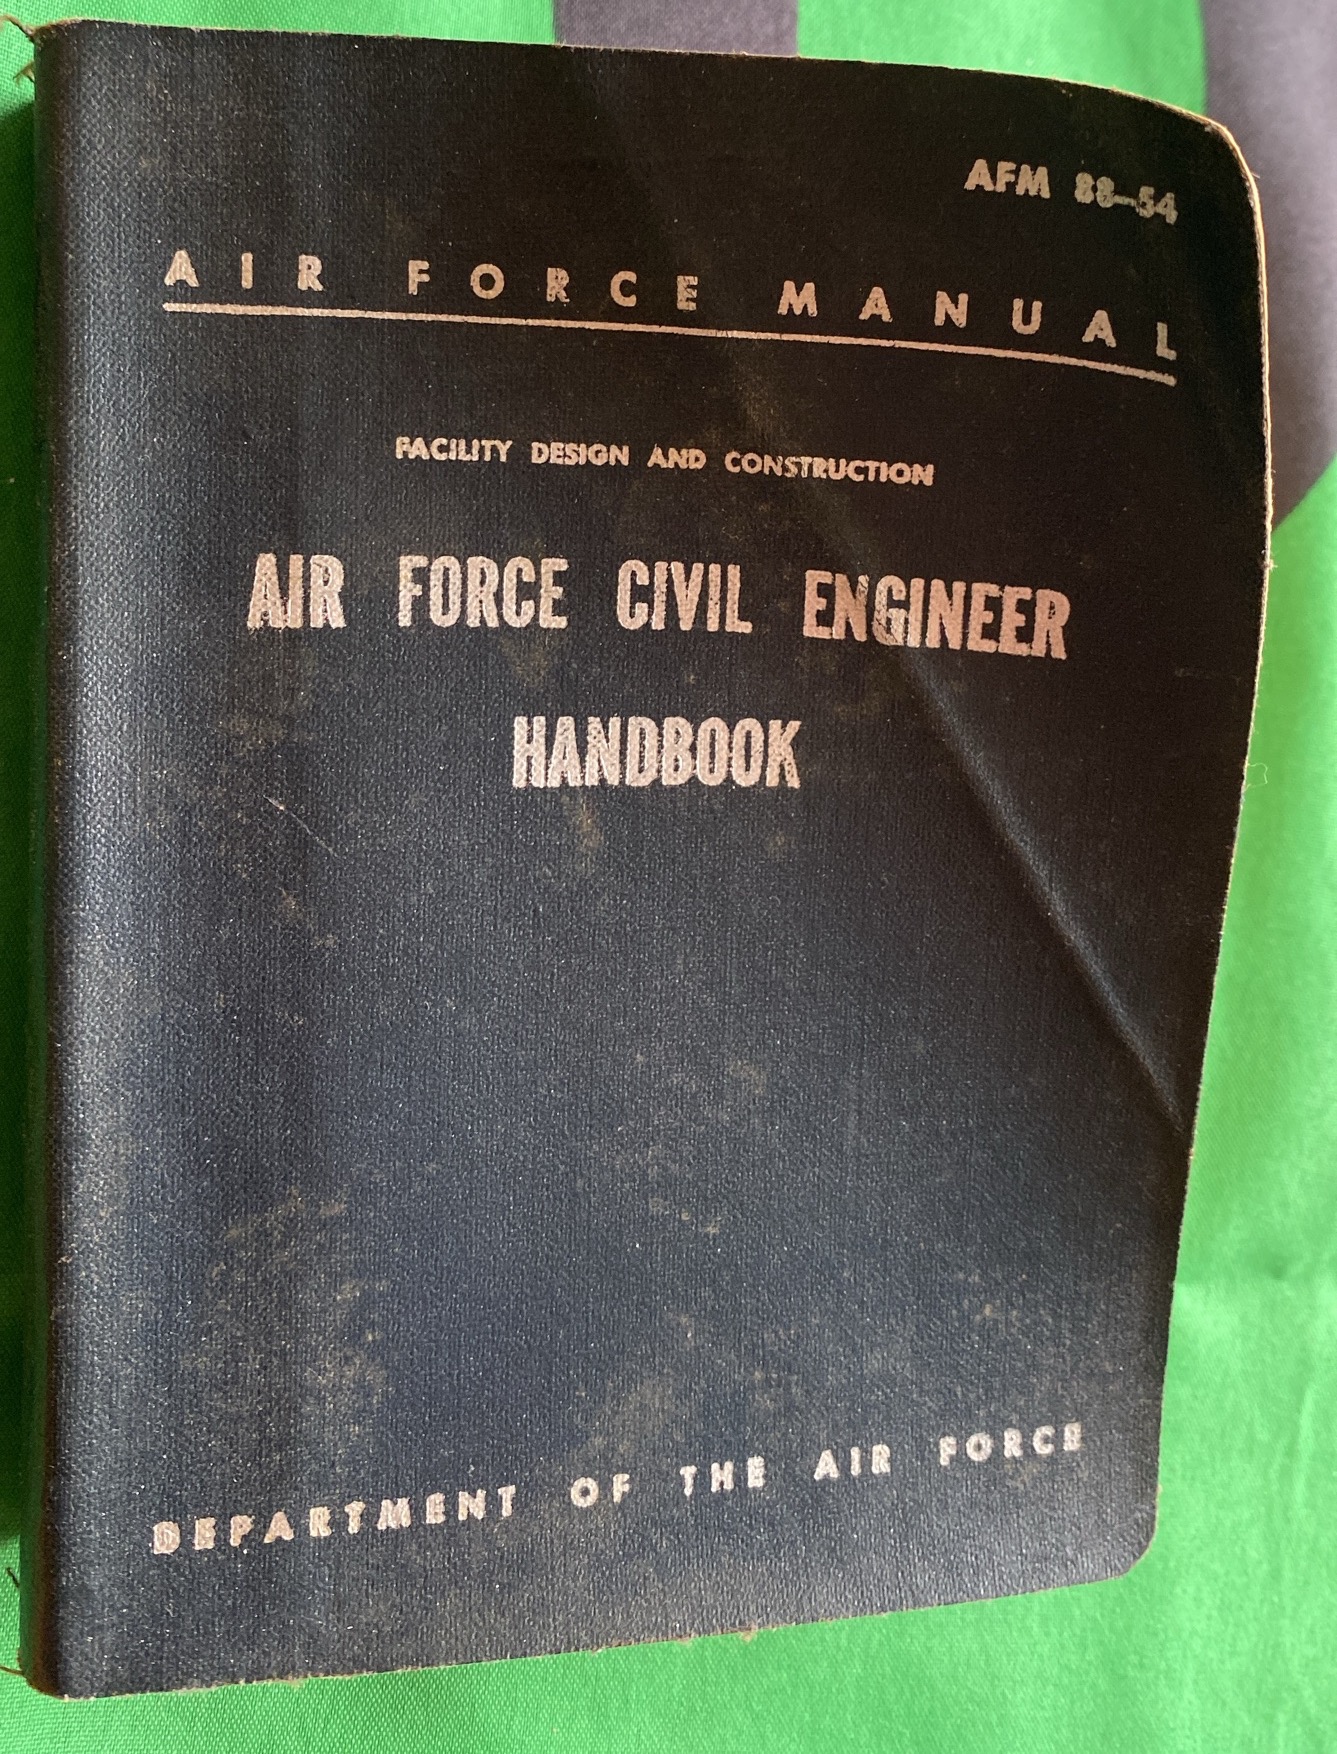 AFM 88-54
AIR FORCE MANUAL
FACILITY DESIGN AND CONSTRUCTION
AIR FORCE CIVIL ENGINEER
HANDBOOK
DEPARTMENT OF THE AIR FORCE